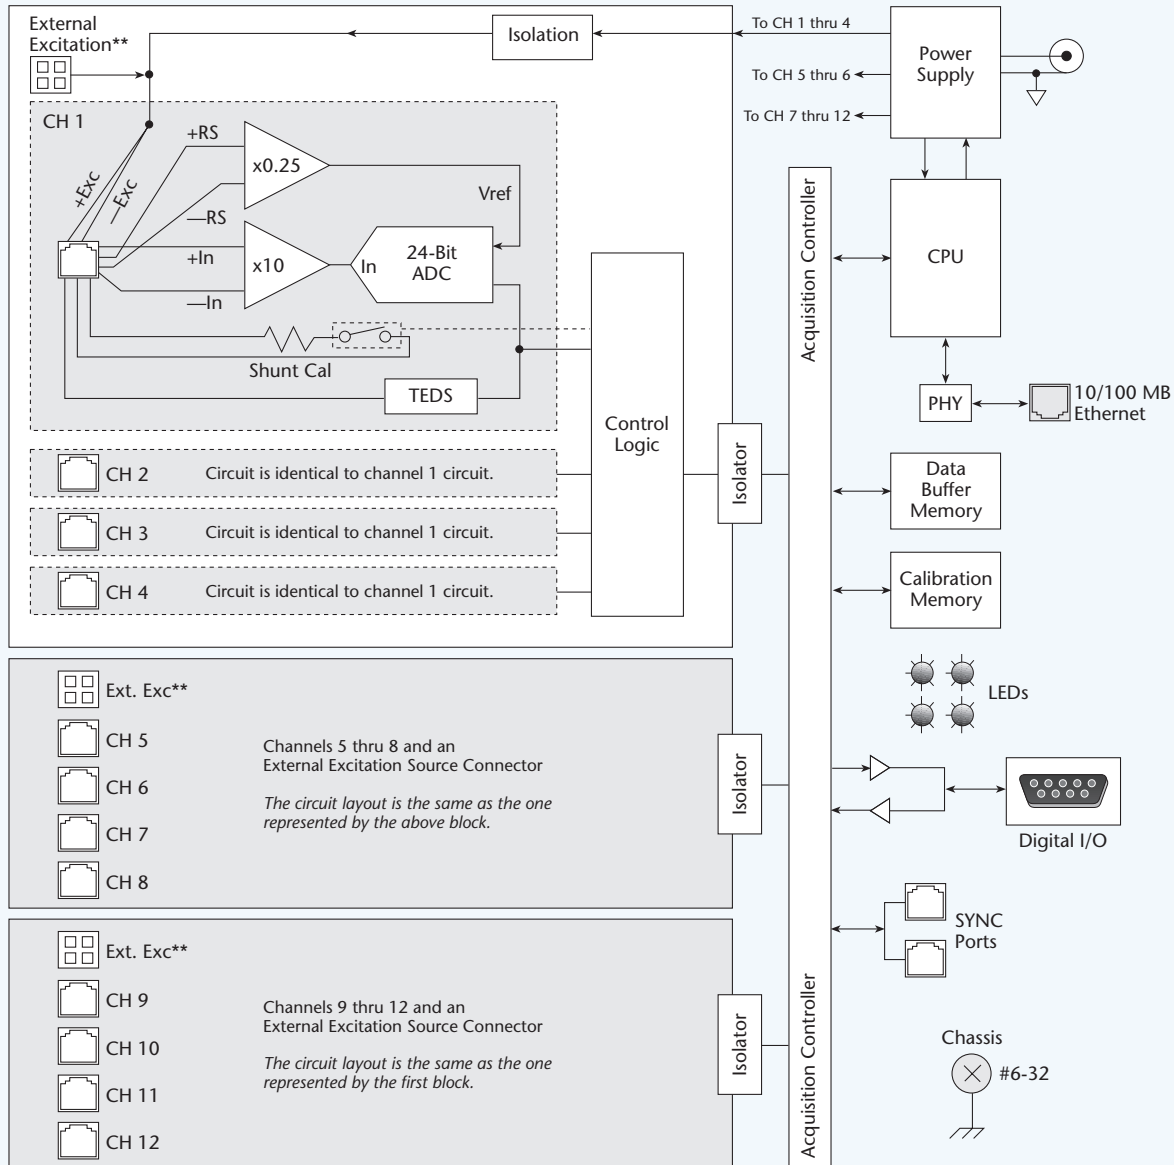 External
Excitation**
Isolation
To CH 1 thru 4
Power
Supply
To CH 5 thru 6
To CH 7 thru 12
CH 1
+RS
x0.25
+Exc
—Exc
Vref
—RS
+In
x10
In
24-Bit
ADC
—In
Shunt Cal
TEDS
Control
Logic
Isolator
Acquisition Controller
CPU
PHY
10/100 MB
Ethernet
CH 2
Circuit is identical to channel 1 circuit.
CH 3
Circuit is identical to channel 1 circuit.
CH 4
Circuit is identical to channel 1 circuit.
Data
Buffer
Memory
Calibration
Memory
LEDs
Ext. Exc**
CH 5
CH 6
CH 7
CH 8
Channels 5 thru 8 and an
External Excitation Source Connector
The circuit layout is the same as the one
represented by the above block.
Isolator
Digital I/O
SYNC
Ports
Ext. Exc**
CH 9
CH 10
CH 11
CH 12
Channels 9 thru 12 and an
External Excitation Source Connector
The circuit layout is the same as the one
represented by the first block.
Isolator
Acquisition Controller
Chassis
#6-32